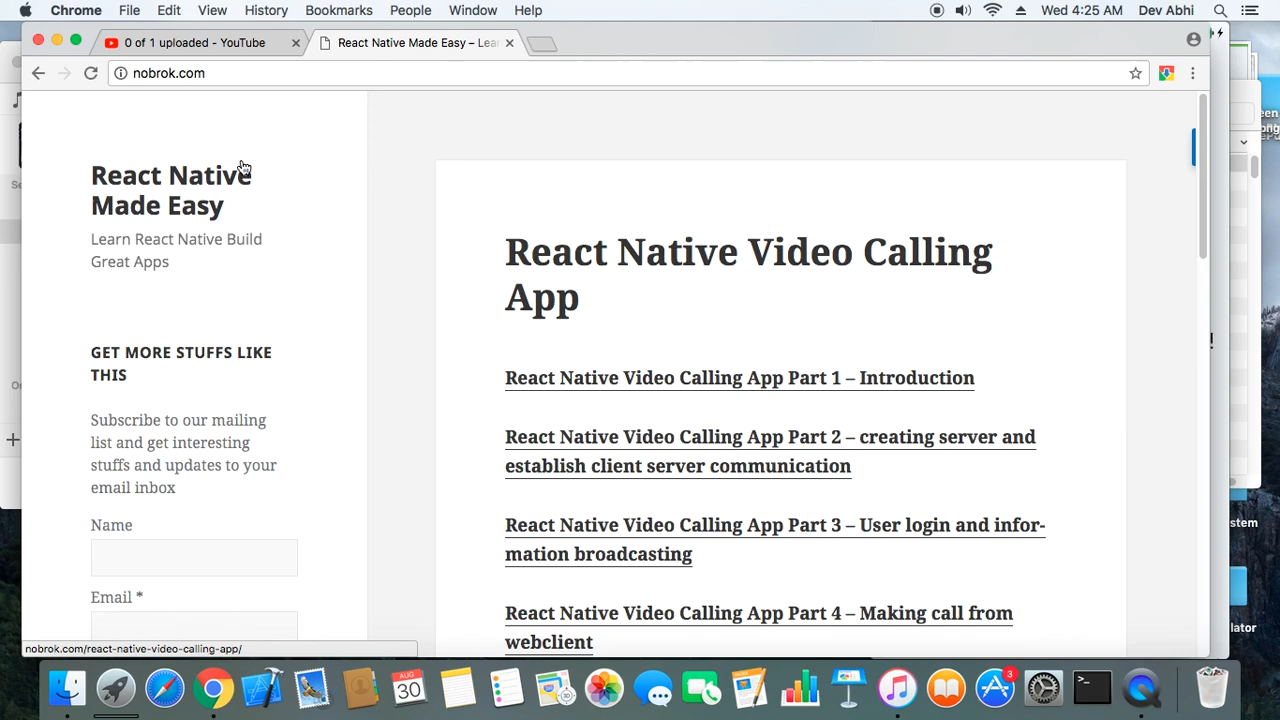 Chrome File Edit View History Bookmarks People Window Help Wed 4:25 AM Dev Abhi
0 of 1 uploaded - YouTube
React Native Made Easy – Lea
nobrok.com
React Native
Made Easy
Learn React Native Build
Great Apps
GET MORE STUFFS LIKE
THIS
Subscribe to our mailing
list and get interesting
stuffs and updates to your
email inbox
Name
Email *
React Native Video Calling
App
React Native Video Calling App Part 1 – Introduction
React Native Video Calling App Part 2 – creating server and
establish client server communication
React Native Video Calling App Part 3 – User login and infor-
mation broadcasting
React Native Video Calling App Part 4 – Making call from
webclient
nobrok.com/react-native-video-calling-app/
stem
lator
!
AUG
30
3
>_